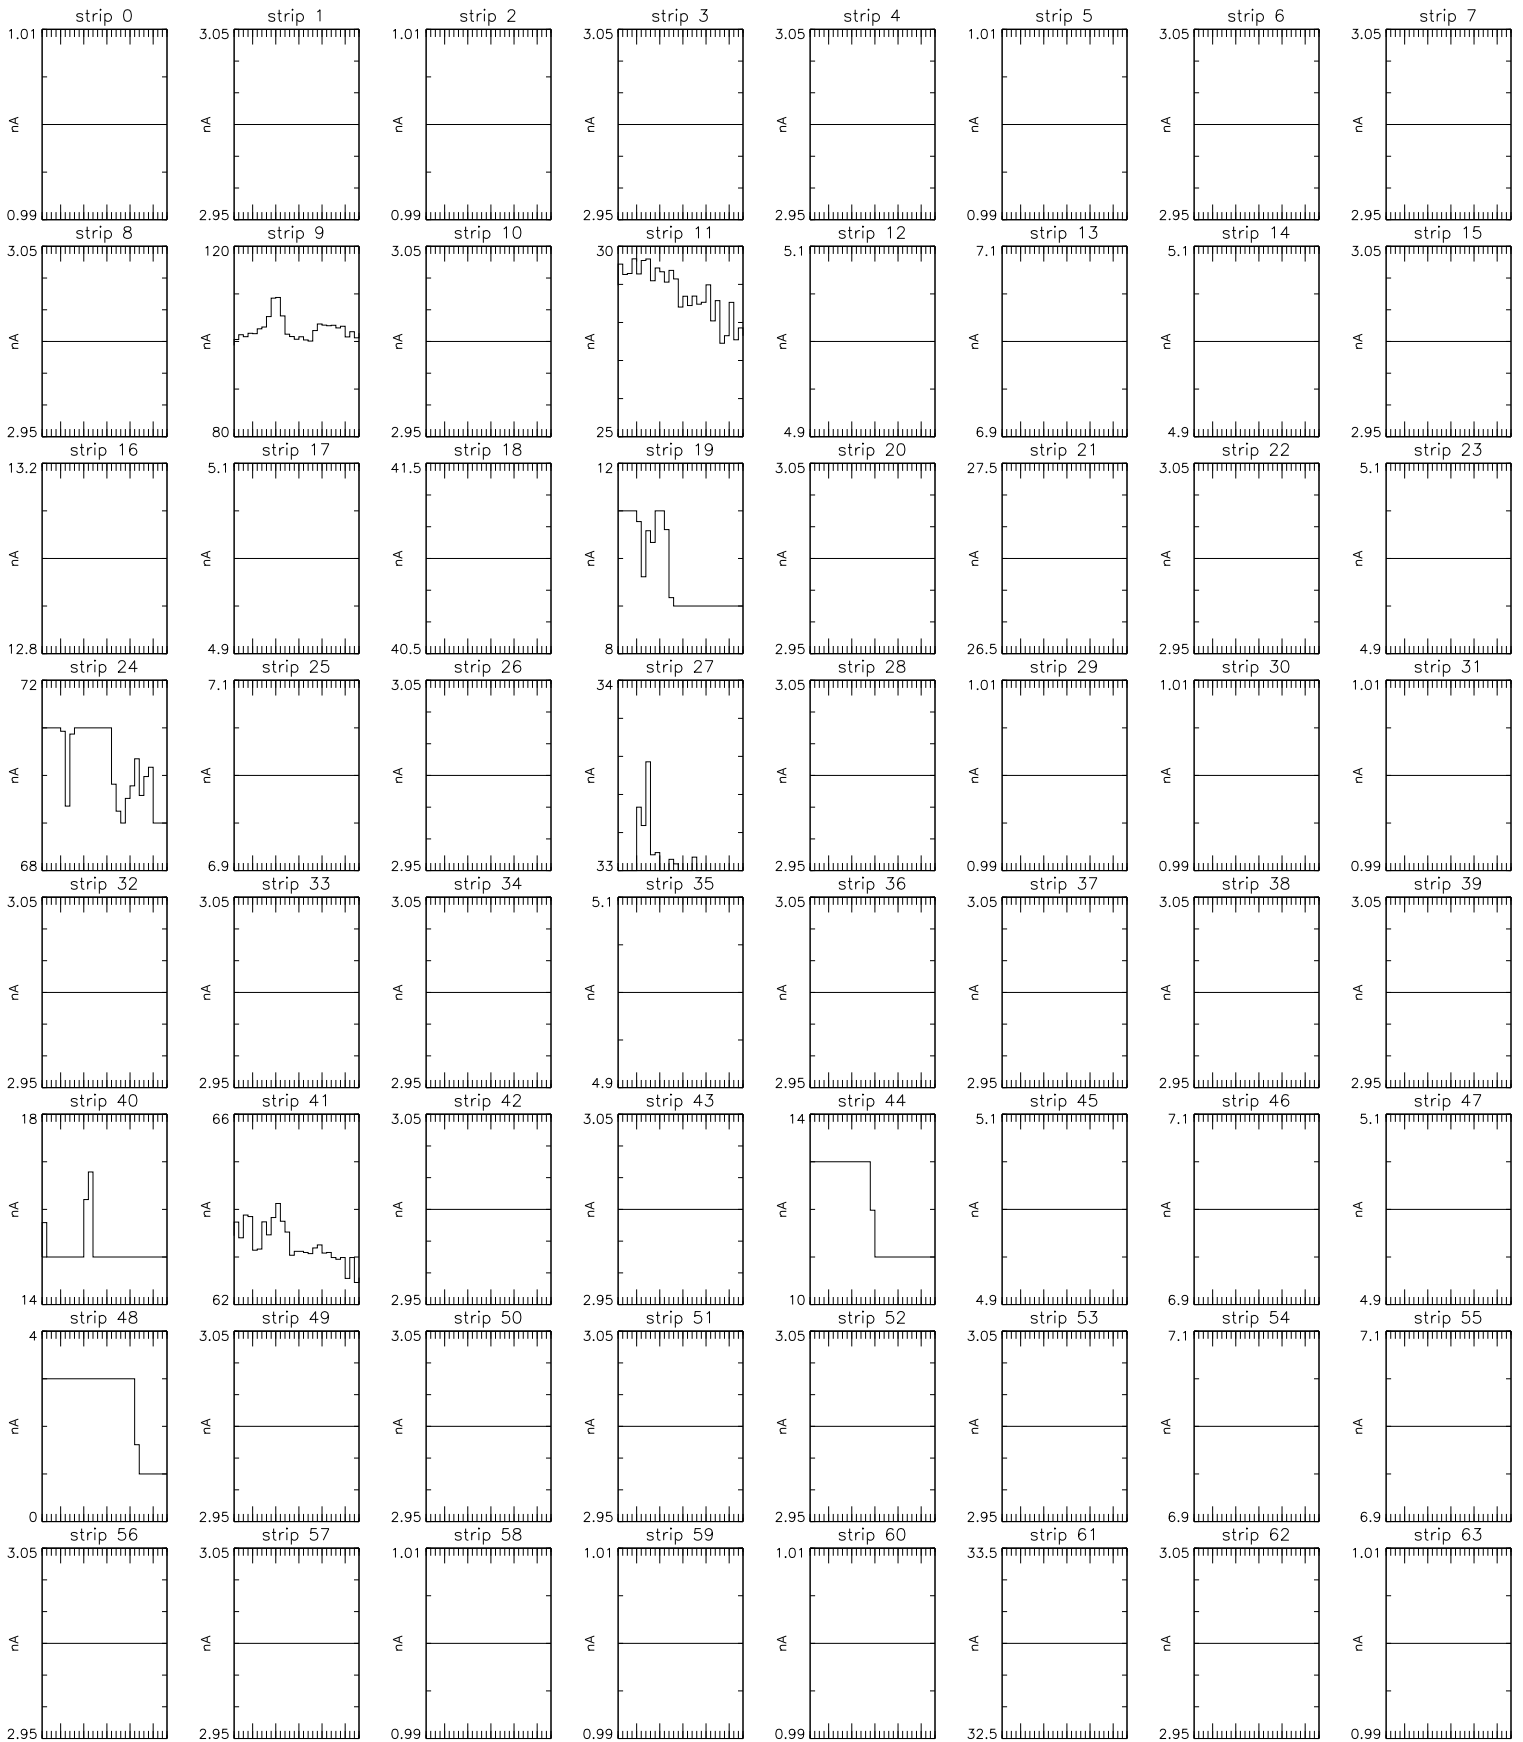 strip 0 strip 1 strip 2 strip 3 strip 4 strip 5 strip 6 strip 7
1.01 3.05 1.01 3.05 3.05 1.01 3.05 3.05
nA nA nA nA nA nA nA nA
0.99 2.95 0.99 2.95 2.95 0.99 2.95 2.95
strip 8 strip 9 strip 10 strip 11 strip 12 strip 13 strip 14 strip 15
3.05 120 3.05 30 5.1 7.1 5.1 3.05
nA nA nA nA nA nA nA nA
2.95 80 2.95 25 4.9 6.9 4.9 2.95
strip 16 strip 17 strip 18 strip 19 strip 20 strip 21 strip 22 strip 23
13.2 5.1 41.5 12 3.05 27.5 3.05 5.1
nA nA nA nA nA nA nA nA
12.8 4.9 40.5 8 2.95 26.5 2.95 4.9
strip 24 strip 25 strip 26 strip 27 strip 28 strip 29 strip 30 strip 31
72 7.1 3.05 34 3.05 1.01 1.01 1.01
nA nA nA nA nA nA nA nA
68 6.9 2.95 33 2.95 0.99 0.99 0.99
strip 32 strip 33 strip 34 strip 35 strip 36 strip 37 strip 38 strip 39
3.05 3.05 3.05 5.1 3.05 3.05 3.05 3.05
nA nA nA nA nA nA nA nA
2.95 2.95 2.95 4.9 2.95 2.95 2.95 2.95
strip 40 strip 41 strip 42 strip 43 strip 44 strip 45 strip 46 strip 47
18 66 3.05 3.05 14 5.1 7.1 5.1
nA nA nA nA nA nA nA nA
14 62 2.95 2.95 10 4.9 6.9 4.9
strip 48 strip 49 strip 50 strip 51 strip 52 strip 53 strip 54 strip 55
4 3.05 3.05 3.05 3.05 3.05 7.1 7.1
nA nA nA nA nA nA nA nA
0 2.95 2.95 2.95 2.95 2.95 6.9 6.9
strip 56 strip 57 strip 58 strip 59 strip 60 strip 61 strip 62 strip 63
3.05 3.05 1.01 1.01 1.01 33.5 3.05 1.01
nA nA nA nA nA nA nA nA
2.95 2.95 0.99 0.99 0.99 32.5 2.95 0.99